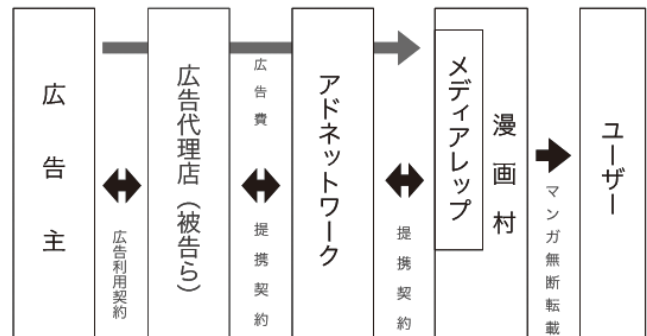 広告主
広告利用契約
広告代理店（被告ら）
広告費
提携契約
アドネットワーク
提携契約
メディアレップ
漫画村
マンガ無断転載
ユーザー